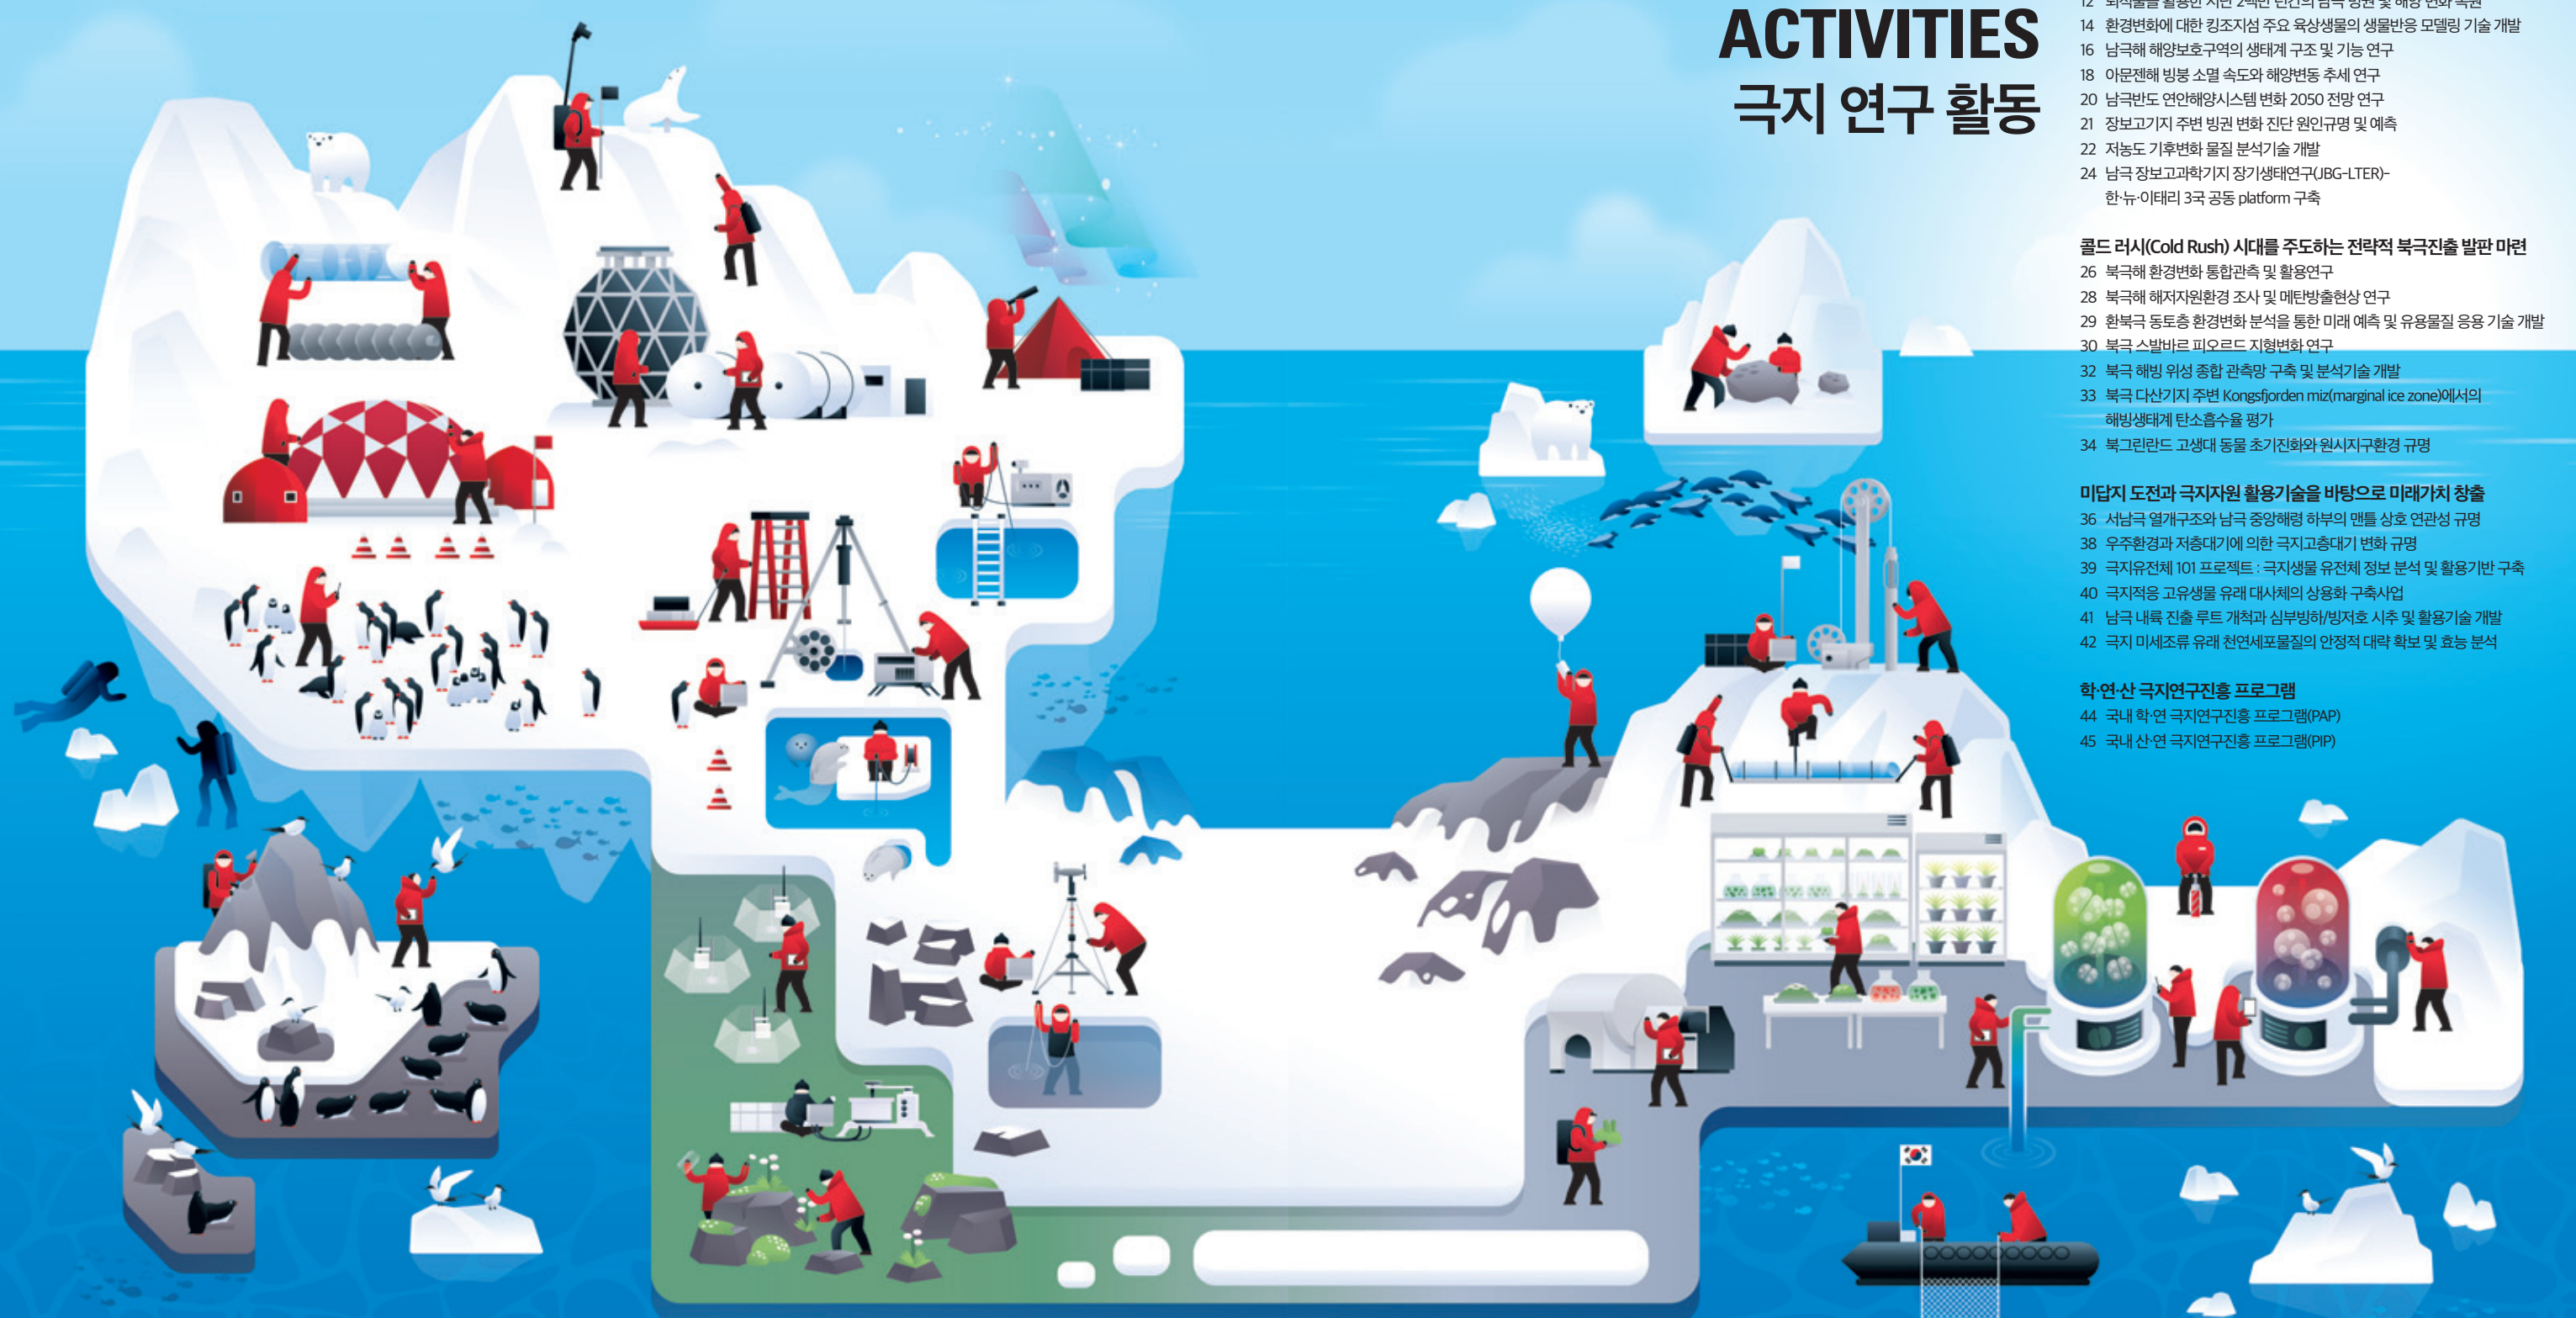 ACTIVITIES
극지 연구 활동
14 환경변화에 대한 킹조지섬 주요 육상생물의 생물반응 모델링 기술 개발
16 남극해 해양보호구역의 생태계 구조 및 기능 연구
18 아문젠해 빙붕 소멸 속도와 해양변동 추세 연구
20 남극반도 연안해양시스템 변화 2050 전망 연구
21 장보고기지 주변 빙권 변화 진단 원인규명 및 예측
22 저농도 기후변화 물질 분석기술 개발
24 남극 장보고과학기지 장기생태연구(JBG-LTER)-
한·뉴·이태리 3국 공동 platform 구축
콜드 러시(Cold Rush) 시대를 주도하는 전략적 북극진출 발판 마련
26 북극해 환경변화 통합관측 및 활용연구
28 북극해 해저자원환경 조사 및 메탄방출현상 연구
29 환북극 동토층 환경변화 분석을 통한 미래 예측 및 유용물질 응용 기술 개발
30 북극 스발바르 피오르드 지형변화 연구
32 북극 해빙 위성 종합 관측망 구축 및 분석기술 개발
33 북극 다산기지 주변 Kongsfjorden miz(marginal ice zone)에서의
해빙생태계 탄소흡수율 평가
34 북그린란드 고생대 동물 초기진화와 원시지구환경 규명
미답지 도전과 극지자원 활용기술을 바탕으로 미래가치 창출
36 서남극 열개구조와 남극 중앙해령 하부의 맨틀 상호 연관성 규명
38 우주환경과 저층대기에 의한 극지고층대기 변화 규명
39 극지유전체 101 프로젝트 : 극지생물 유전체 정보 분석 및 활용기반 구축
40 극지적응 고유생물 유래 대사체의 상용화 구축사업
41 남극 내륙 진출 루트 개척과 심부빙하/빙저호 시추 및 활용기술 개발
42 극지 미세조류 유래 천연세포물질의 안정적 대략 확보 및 효능 분석
학·연·산 극지연구진흥 프로그램
44 국내 학·연 극지연구진흥 프로그램(PAP)
45 국내 산·연 극지연구진흥 프로그램(PIP)